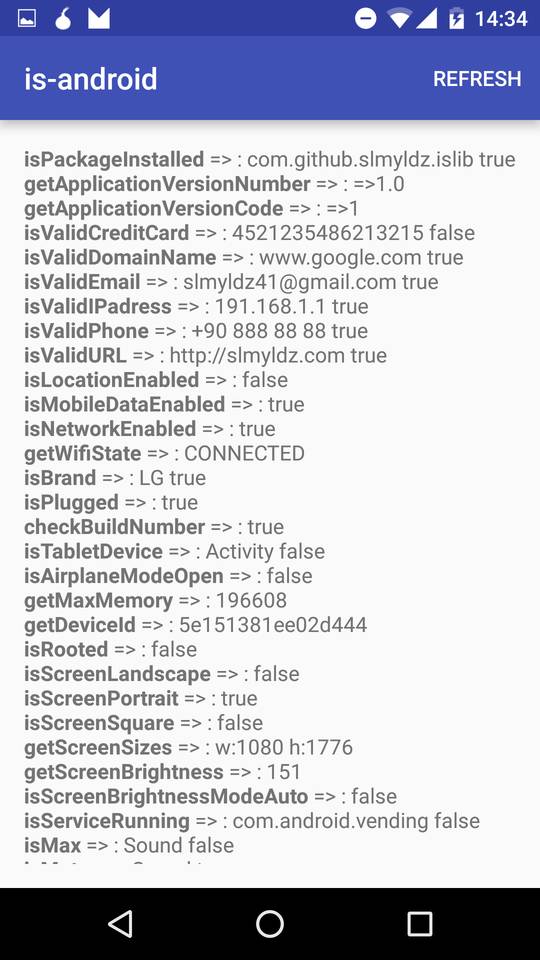 14:34
is-android
REFRESH
isPackageInstalled => : com.github.slmyldz.islib true
getApplicationVersionNumber => : =>1.0
getApplicationVersionCode => : =>1
isValidCreditCard => : 4521235486213215 false
isValidDomainName => : www.google.com true
isValidEmail => : slmyldz41@gmail.com true
isValidIPadress => : 191.168.1.1 true
isValidPhone => : +90 888 88 88 true
isValidURL => : http://slmyldz.com true
isLocationEnabled => : false
isMobileDataEnabled => : true
isNetworkEnabled => : true
getWifiState => : CONNECTED
isBrand => : LG true
isPlugged => : true
checkBuildNumber => : true
isTabletDevice => : Activity false
isAirplaneModeOpen => : false
getMaxMemory => : 196608
getDeviceId => : 5e151381ee02d444
isRooted => : false
isScreenLandscape => : false
isScreenPortrait => : true
isScreenSquare => : false
getScreenSizes => : w:1080 h:1776
getScreenBrightness => : 151
isScreenBrightnessModeAuto => : false
isServiceRunning => : com.android.vending false
isMax => : Sound false